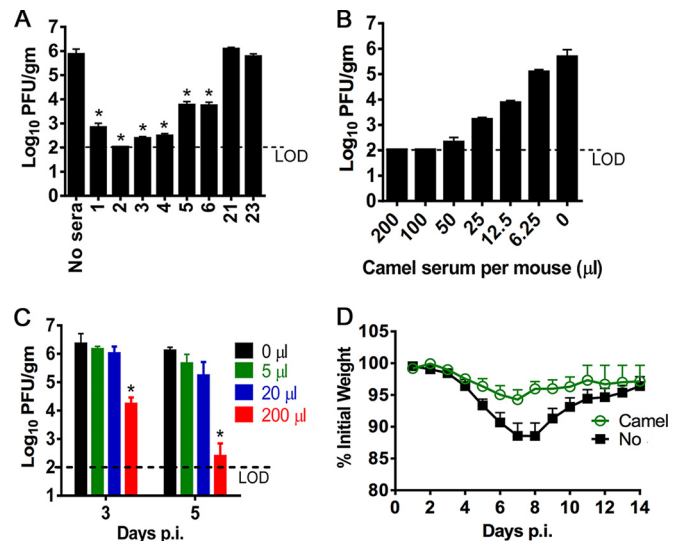 A
Log10 PFU/gm
7
6
5
4
3
2
1
0
* * * * * *
LOD
No sera 1 2 3 4 5 6 21 23
B
Log10 PFU/gm
7
6
5
4
3
2
1
0
LOD
200 100 50 25 12.5 6.25 0
Camel serum per mouse (µl)
C
Log10 PFU/gm
7
6
5
4
3
2
1
* *
0 µl
5 µl
20 µl
200 µl
LOD
3 5
Days p.i.
D
% Initial Weight
105
100
95
90
85
80
Camel
No
0 2 4 6 8 10 12 14
Days p.i.